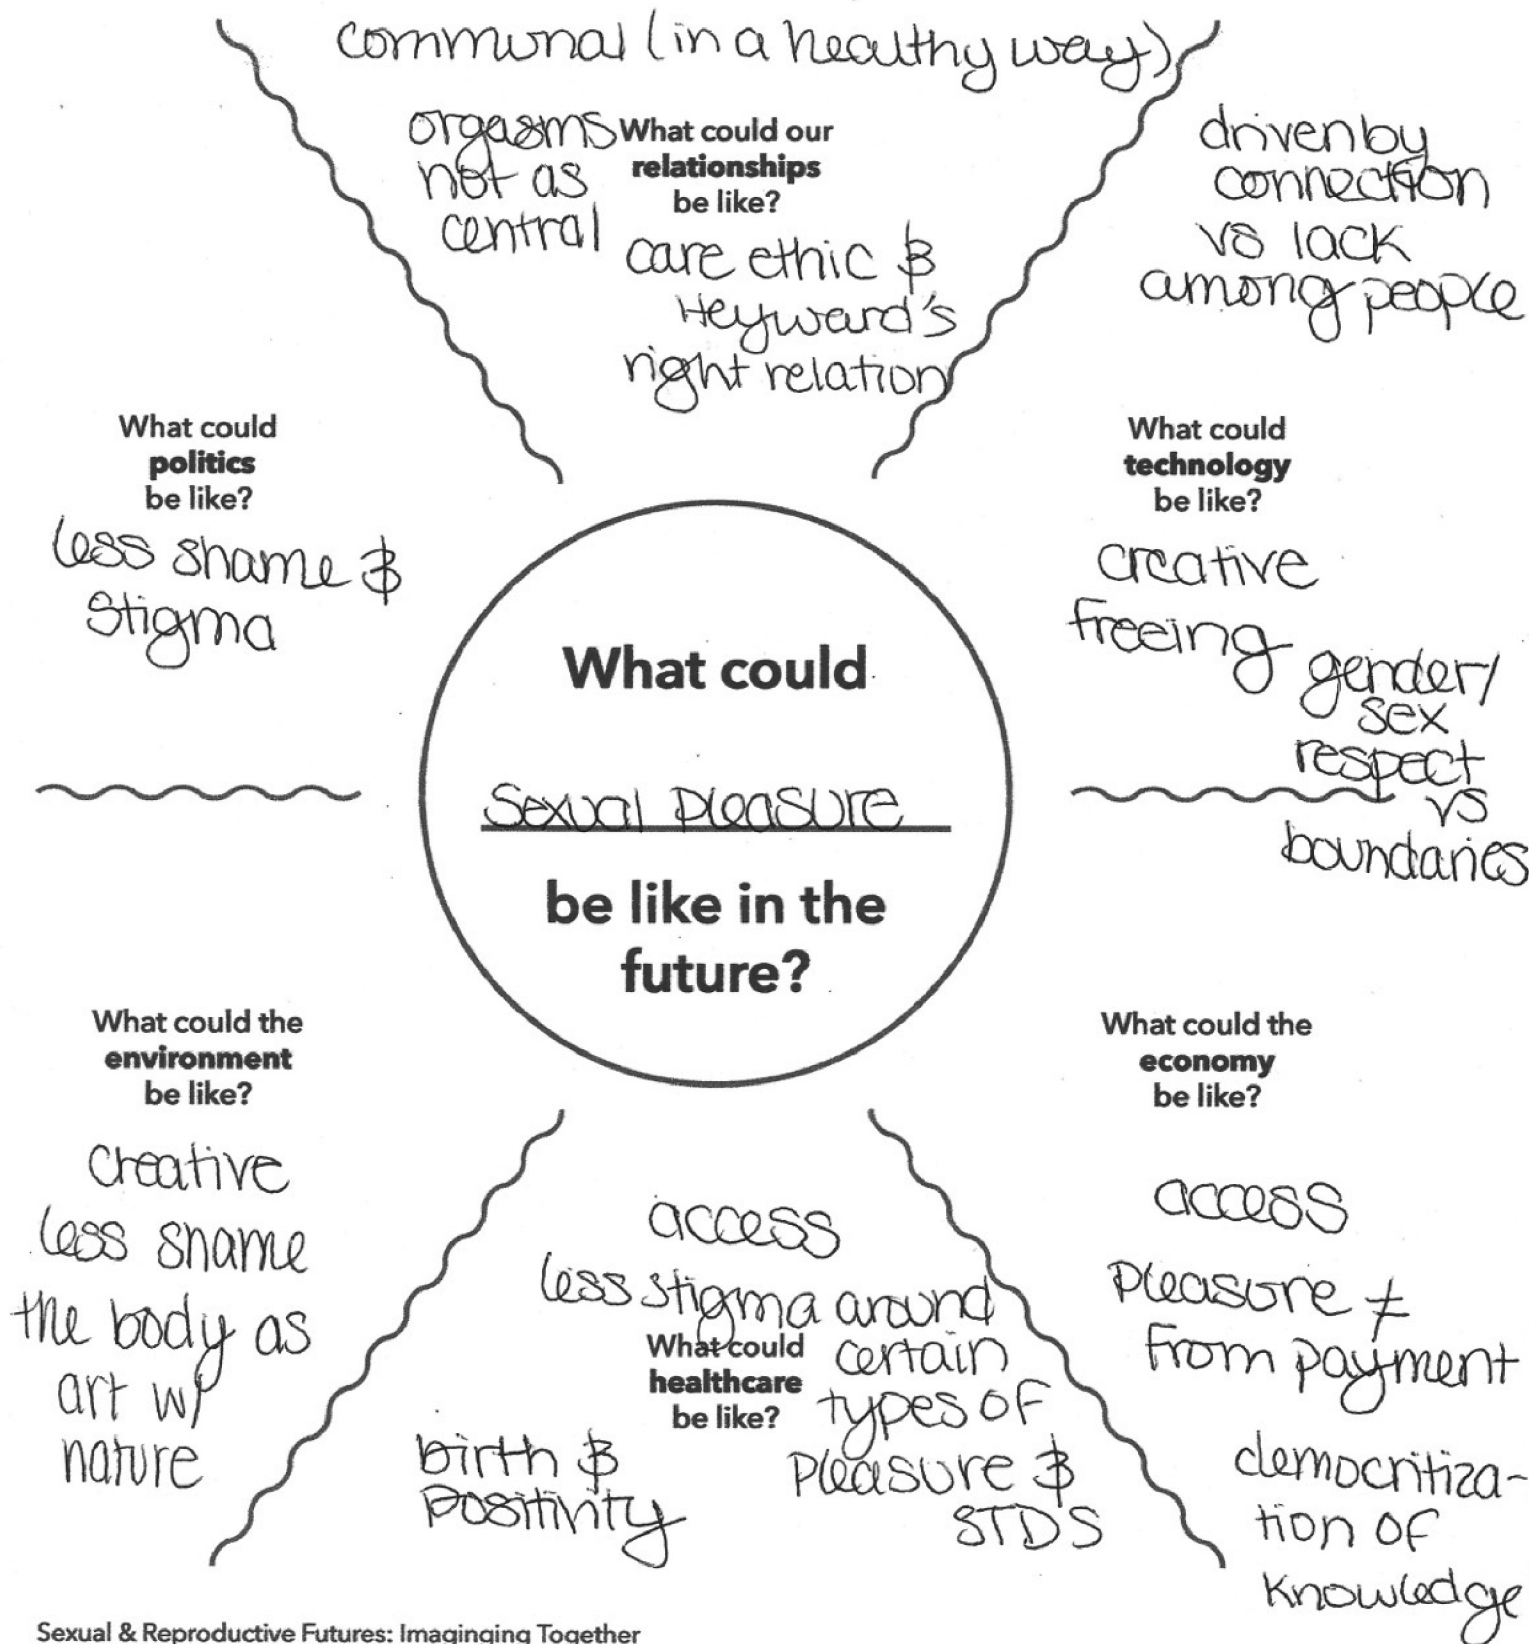 communal (in a healthy way)
orgasms
not as
central
What could our
relationships
be like?
care ethic &
Heyward's
right relation
driven by
connection
vs lack
among people
What could
politics
be like?
less shame &
stigma
What could
technology
be like?
creative
freeing
gender/
sex
respect
vs
boundaries
What could
Sexual pleasure
be like in the
future?
What could the
environment
be like?
creative
less shame
the body as
art w/
nature
access
less stigma around
certain
types of
pleasure &
STDS
What could
healthcare
be like?
birth &
positivity
What could the
economy
be like?
access
pleasure ≠
from payment
democritiza-
tion of
knowledge
Sexual & Reproductive Futures: Imaginging Together